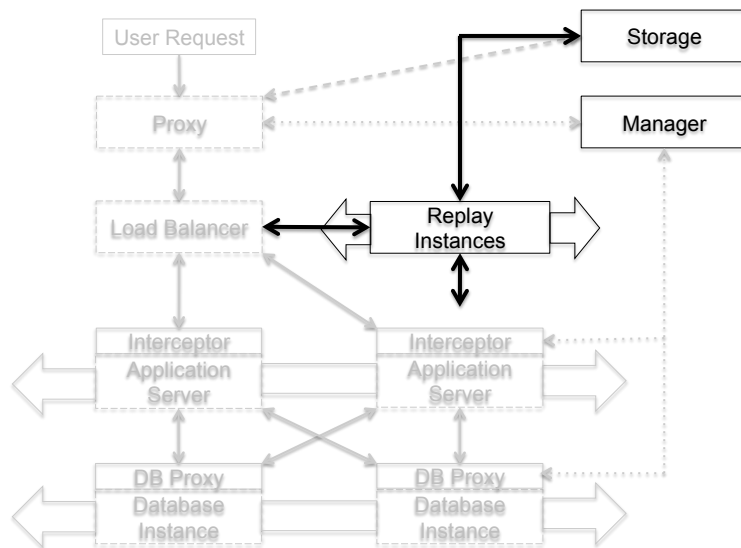 User Request
Storage
Proxy
Manager
Load Balancer
Replay
Instances
Interceptor
Interceptor
Application
Server
Application
Server
DB Proxy
DB Proxy
Database
Instance
Database
Instance